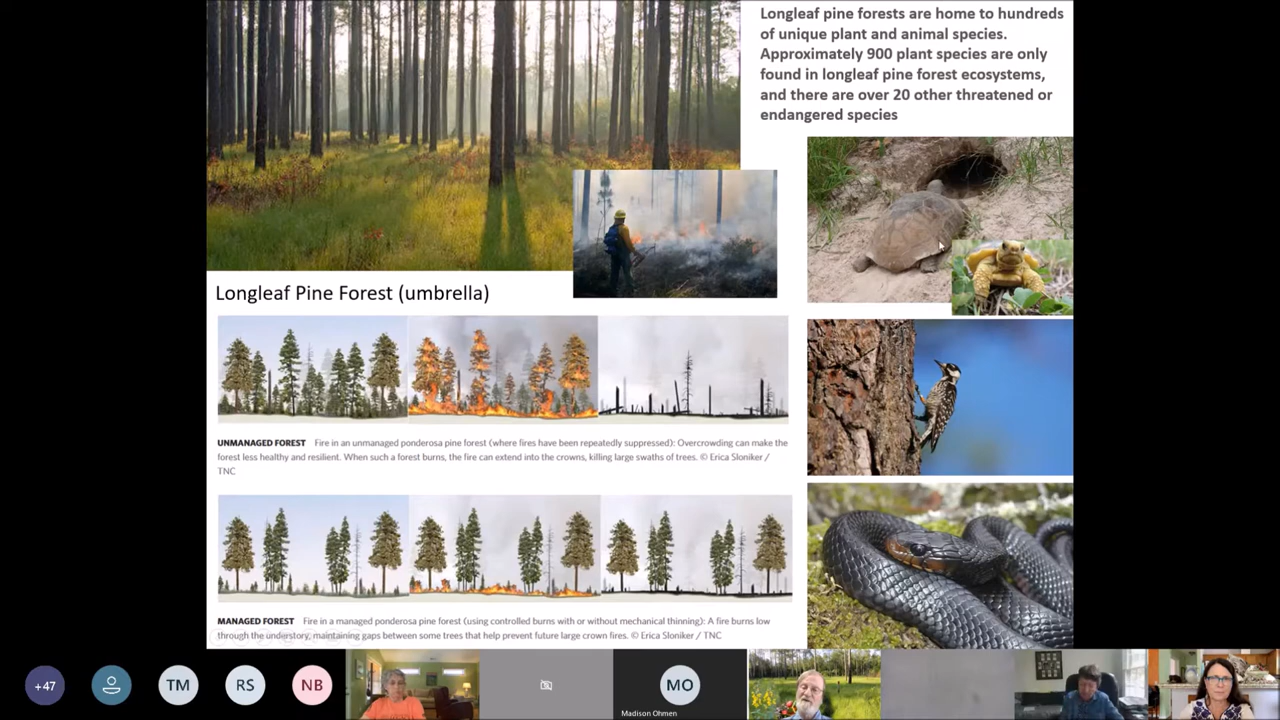 Longleaf pine forests are home to hundreds
of unique plant and animal species.
Approximately 900 plant species are only
found in longleaf pine forest ecosystems,
and there are over 20 other threatened or
endangered species
Longleaf Pine Forest (umbrella)
UNMANAGED FOREST Fire in an unmanaged ponderosa pine forest (where fires have been repeatedly suppressed): Overcrowding can make the
forest less healthy and resilient. When such a forest burns, the fire can extend into the crowns, killing large swaths of trees. © Erica Sloniker /
TNC
MANAGED FOREST Fire in a managed ponderosa pine forest (using controlled burns with or without mechanical thinning): A fire burns low
through the understory, maintaining gaps between some trees that help prevent future large crown fires. © Erica Sloniker / TNC
+47
TM
RS
NB
MO
Madison Ohmen